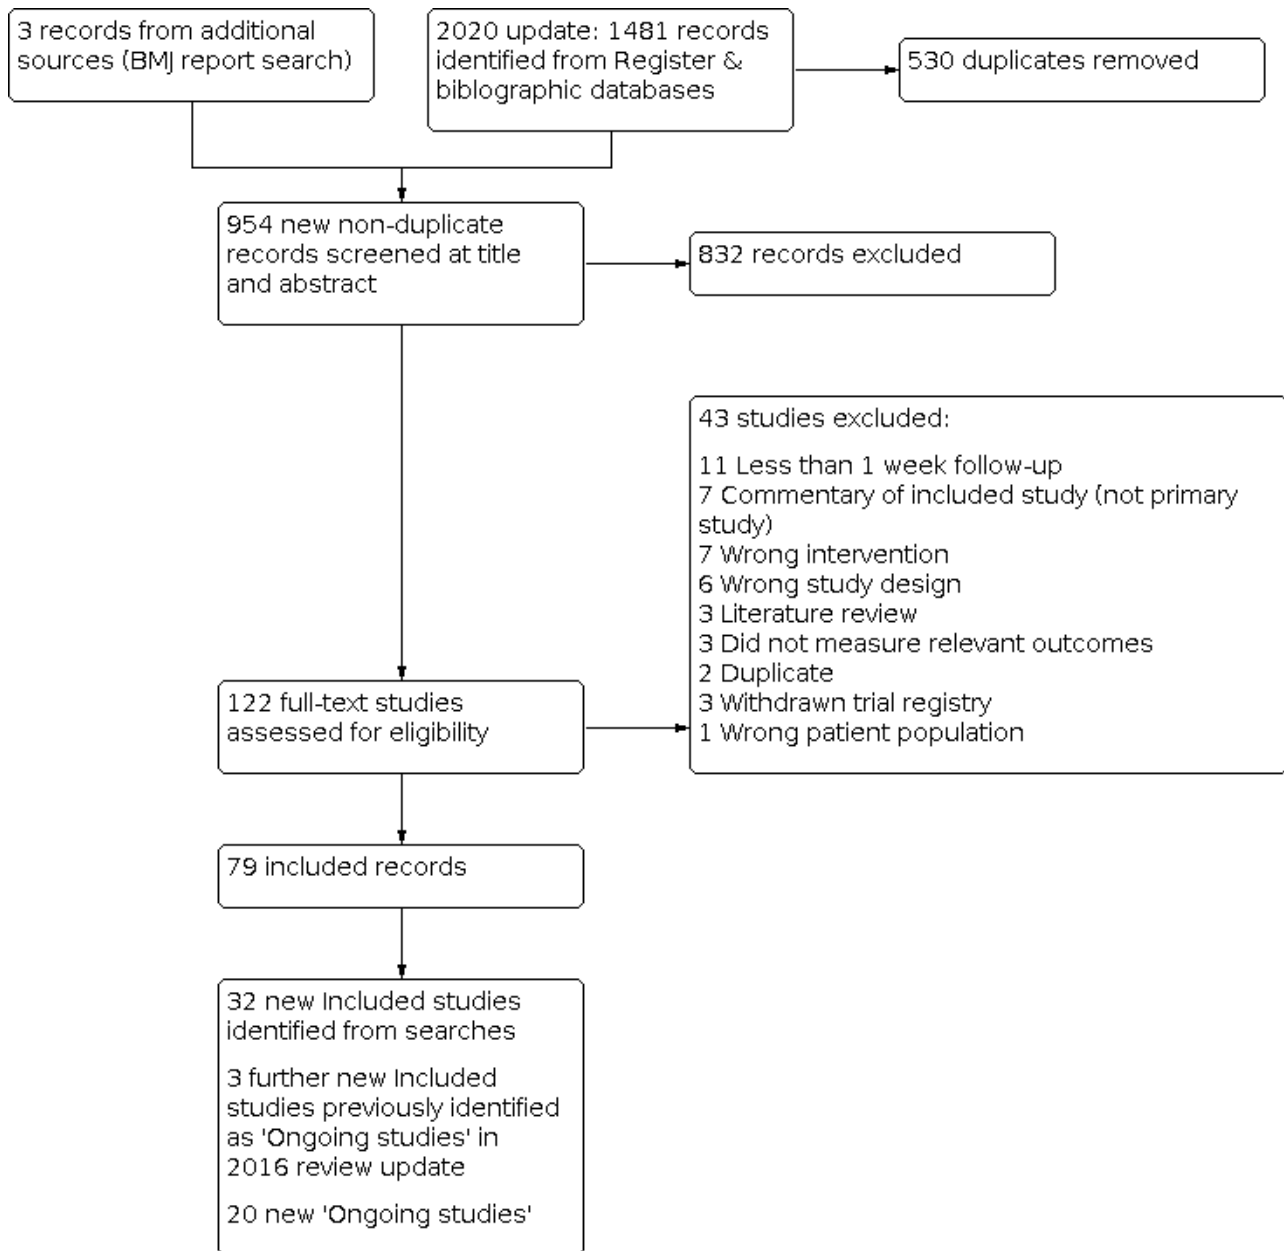 3 records from additional
sources (BMJ report search)
2020 update: 1481 records
identified from Register &
biblographic databases
530 duplicates removed
954 new non-duplicate
records screened at title
and abstract
832 records excluded
43 studies excluded:
11 Less than 1 week follow-up
7 Commentary of included study (not primary
study)
7 Wrong intervention
6 Wrong study design
3 Literature review
3 Did not measure relevant outcomes
2 Duplicate
3 Withdrawn trial registry
1 Wrong patient population
122 full-text studies
assessed for eligibility
79 included records
32 new Included studies
identified from searches
3 further new Included
studies previously identified
as 'Ongoing studies' in
2016 review update
20 new 'Ongoing studies'